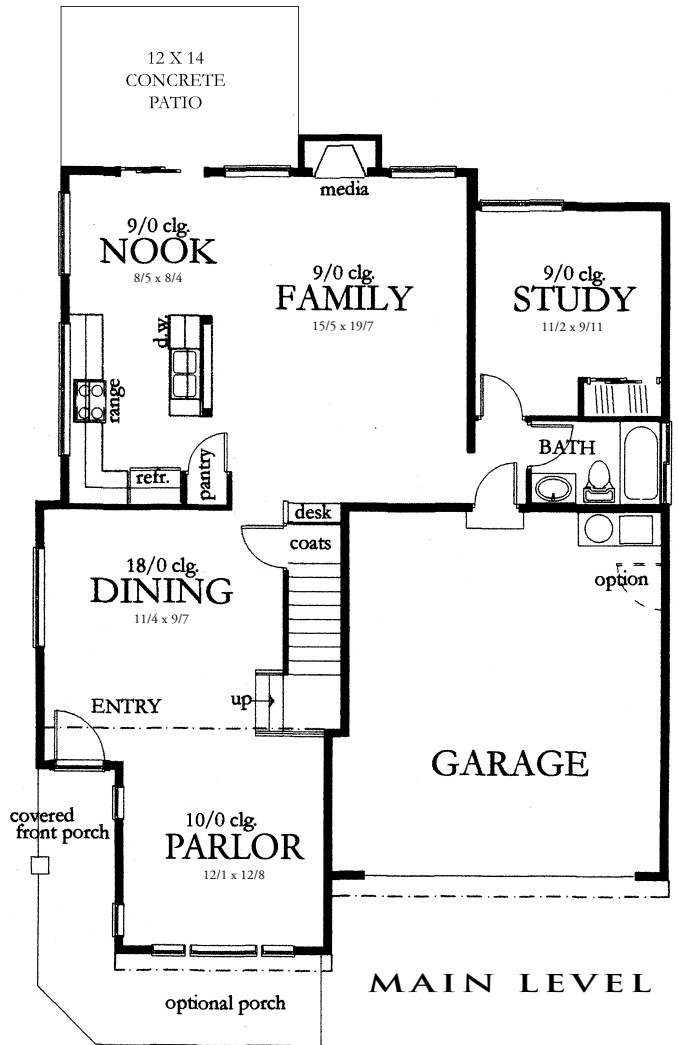 12 X 14
CONCRETE
PATIO
media
9/0 clg.
NOOK
8/5 x 8/4
9/0 clg.
FAMILY
15/5 x 19/7
9/0 clg.
STUDY
11/2 x 9/11
d.w.
range
BATH
pantry
refr.
desk
coats
18/0 clg.
DINING
11/4 x 9/7
option
up
ENTRY
GARAGE
covered
front porch
10/0 clg.
PARLOR
12/1 x 12/8
MAIN LEVEL
optional porch